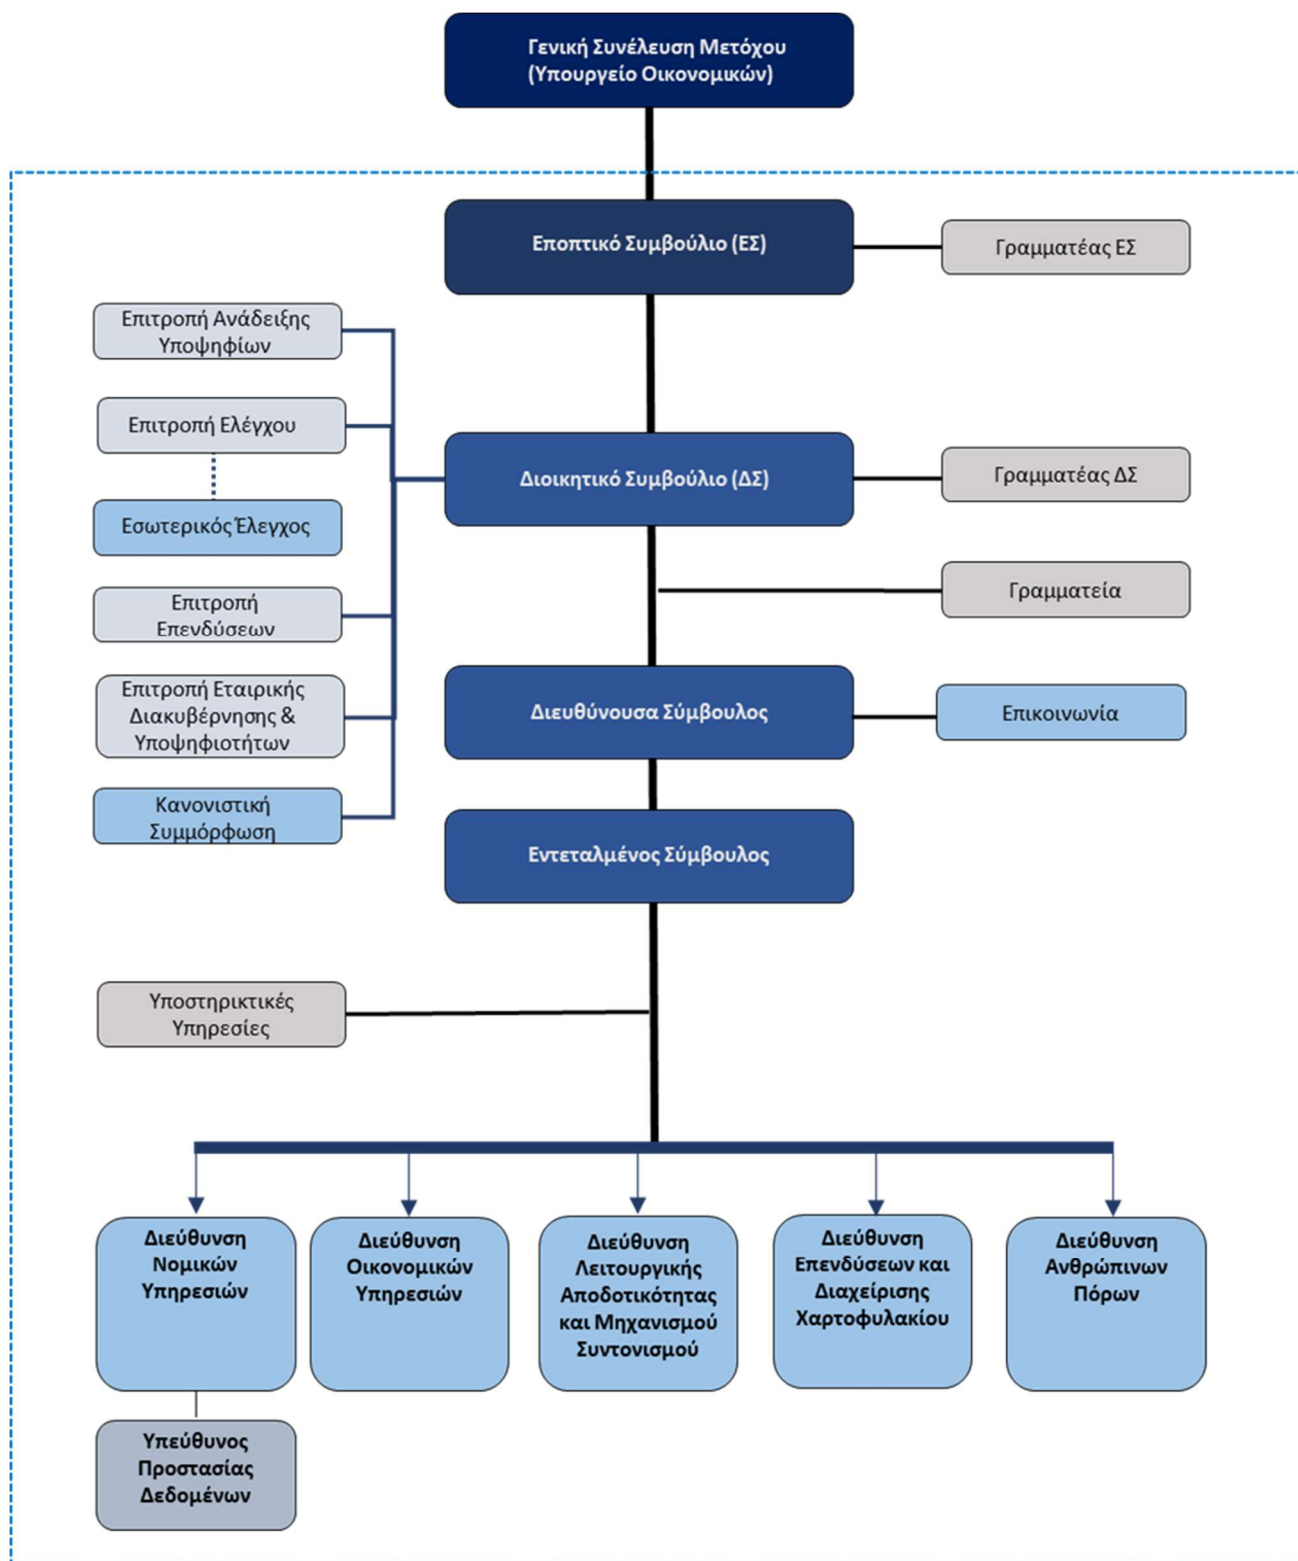 Γενική Συνέλευση Μετόχου
(Υπουργείο Οικονομικών)
Εποπτικό Συμβούλιο (ΕΣ)
Γραμματέας ΕΣ
Επιτροπή Ανάδειξης
Υποψηφίων
Επιτροπή Ελέγχου
Διοικητικό Συμβούλιο (ΔΣ)
Γραμματέας ΔΣ
Εσωτερικός Έλεγχος
Γραμματεία
Επιτροπή
Επενδύσεων
Επιτροπή Εταιρικής
Διακυβέρνησης &
Υποψηφιοτήτων
Διευθύνουσα Σύμβουλος
Επικοινωνία
Κανονιστική
Συμμόρφωση
Εντεταλμένος Σύμβουλος
Υποστηρικτικές
Υπηρεσίες
Διεύθυνση
Νομικών
Υπηρεσιών
Διεύθυνση
Οικονομικών
Υπηρεσιών
Διεύθυνση
Λειτουργικής
Αποδοτικότητας
και Μηχανισμού
Συντονισμού
Διεύθυνση
Επενδύσεων και
Διαχείρισης
Χαρτοφυλακίου
Διεύθυνση
Ανθρώπινων
Πόρων
Υπεύθυνος
Προστασίας
Δεδομένων